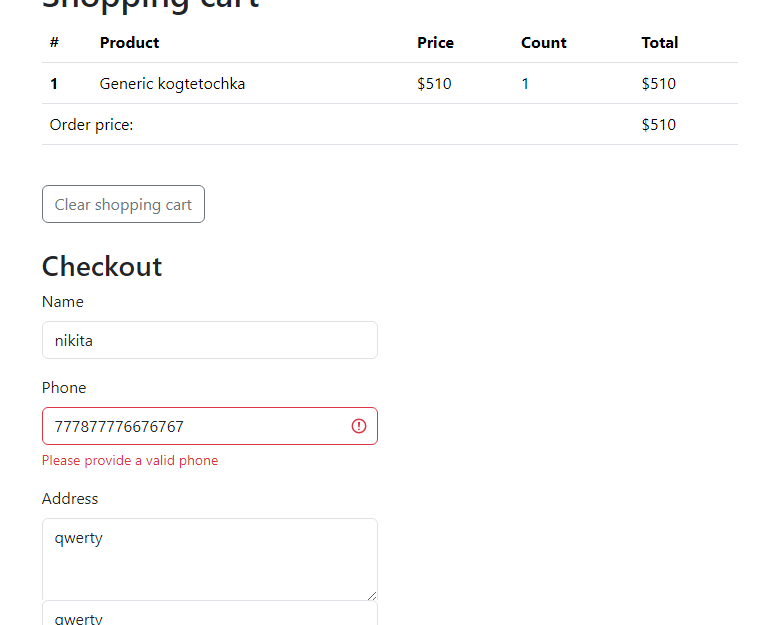 Shopping cart
# Product Price Count Total
1 Generic kogtetochka $510 1 $510
Order price: $510
Clear shopping cart
Checkout
Name
nikita
Phone
777877776676767
Please provide a valid phone
Address
qwerty
qwerty